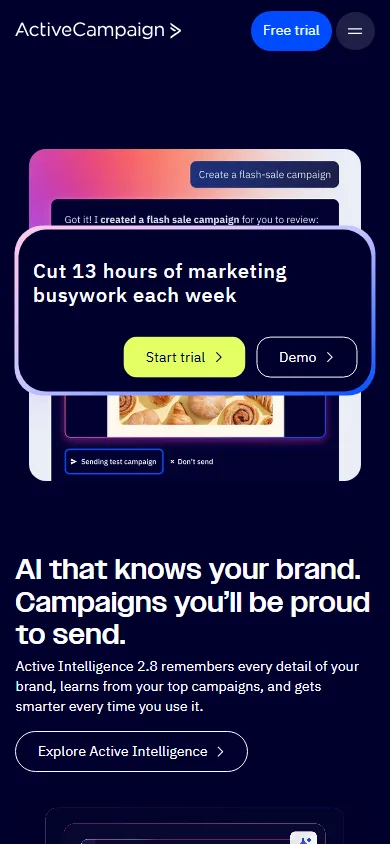 ActiveCampaign
Free trial
Create a flash-sale campaign
Got it! I created a flash sale campaign for you to review:
Cut 13 hours of marketing
busywork each week
Start trial
Demo
Sending test campaign
× Don't send
AI that knows your brand.
Campaigns you’ll be proud
to send.
Active Intelligence 2.8 remembers every detail of your
brand, learns from your top campaigns, and gets
smarter every time you use it.
Explore Active Intelligence